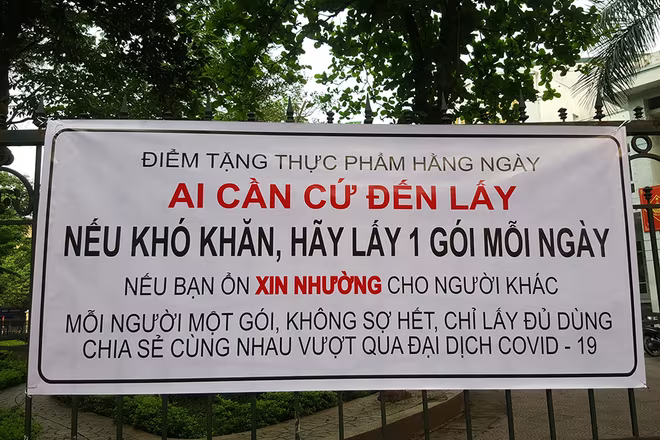 ĐIỂM TẶNG THỰC PHẨM HẰNG NGÀY
AI CẦN CỨ ĐẾN LẤY
NẾU KHÓ KHĂN, HÃY LẤY 1 GÓI MỖI NGÀY
NẾU BẠN ỔN XIN NHƯỜNG CHO NGƯỜI KHÁC
MỖI NGƯỜI MỘT GÓI, KHÔNG SỢ HẾT, CHỈ LẤY ĐỦ DÙNG
CHIA SẺ CÙNG NHAU VƯỢT QUA ĐẠI DỊCH COVID - 19